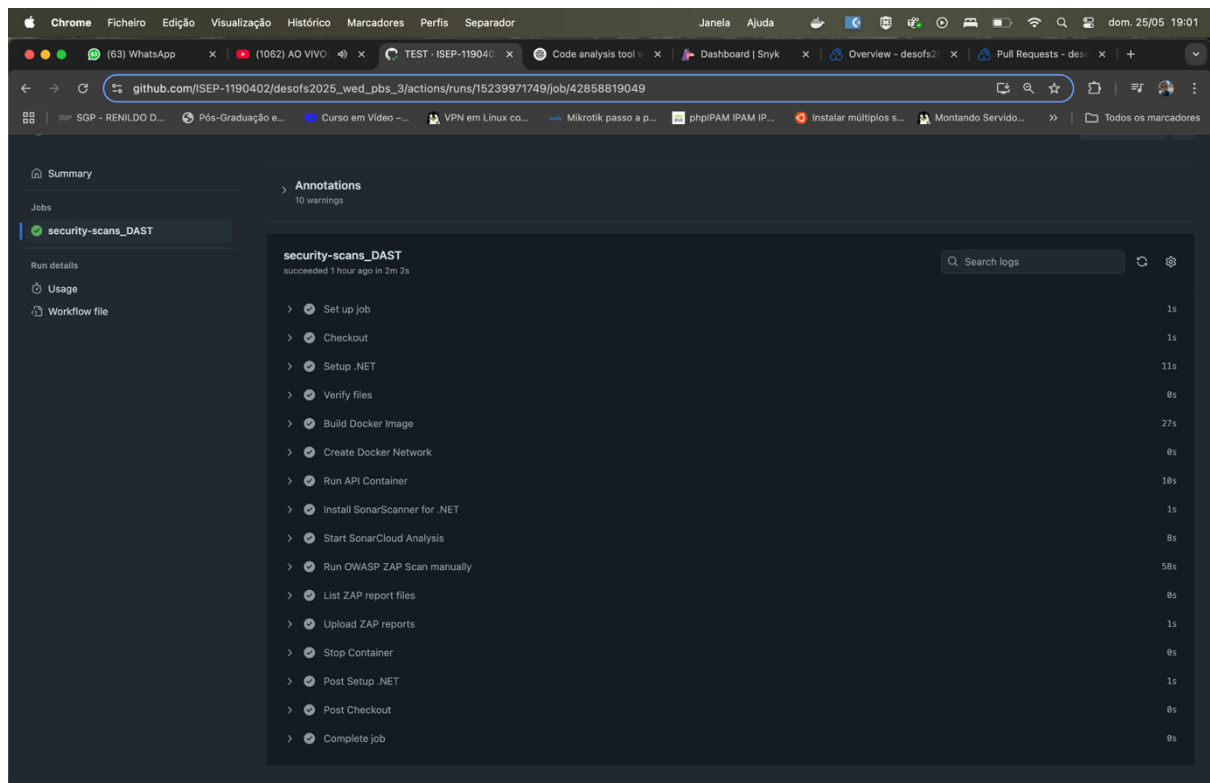 Chrome Ficheiro Edição Visualização Histórico Marcadores Perfis Separador Janela Ajuda dom. 25/05 19:01
(63) WhatsApp (1062) AO VIVO: TEST · ISEP-119040 Code analysis tool Dashboard | Snyk Overview - desofs2 Pull Requests - des
github.com/ISEP-1190402/desofs2025_wed_pbs_3/actions/runs/15239971749/job/42858819049
SGP - RENILDO D... Pós-Graduação e... Curso em Vídeo –... VPN em Linux co... Mikrotik passo a p... phpIPAM IPAM IP... Instalar múltiplos s... Montando Servido... » Todos os marcadores
Summary
Annotations
10 warnings
Jobs
security-scans_DAST
security-scans_DAST
succeeded 1 hour ago in 2m 2s
Search logs
Run details
Usage
Workflow file
Set up job 1s
Checkout 1s
Setup .NET 11s
Verify files 0s
Build Docker Image 27s
Create Docker Network 0s
Run API Container 10s
Install SonarScanner for .NET 1s
Start SonarCloud Analysis 8s
Run OWASP ZAP Scan manually 58s
List ZAP report files 0s
Upload ZAP reports 1s
Stop Container 0s
Post Setup .NET 1s
Post Checkout 0s
Complete job 0s